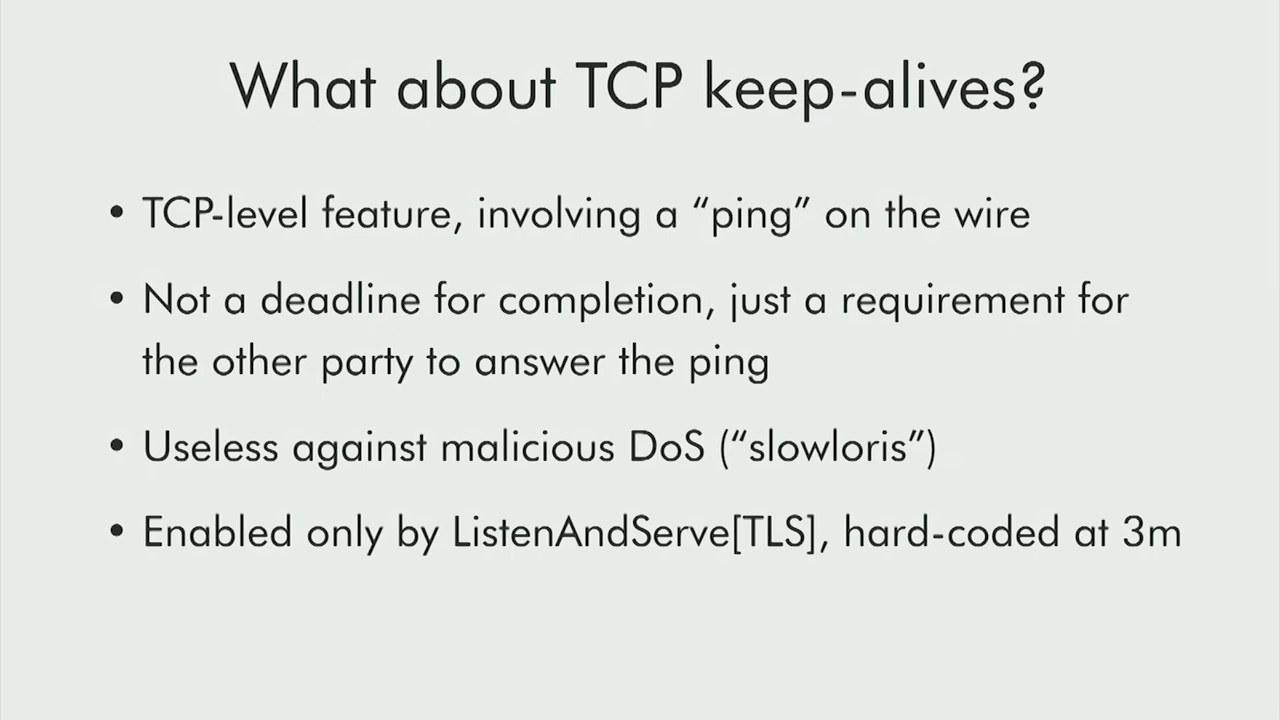 What about TCP keep-alives?
• TCP-level feature, involving a “ping” on the wire
• Not a deadline for completion, just a requirement for
the other party to answer the ping
• Useless against malicious DoS (“slowloris”)
• Enabled only by ListenAndServe[TLS], hard-coded at 3m